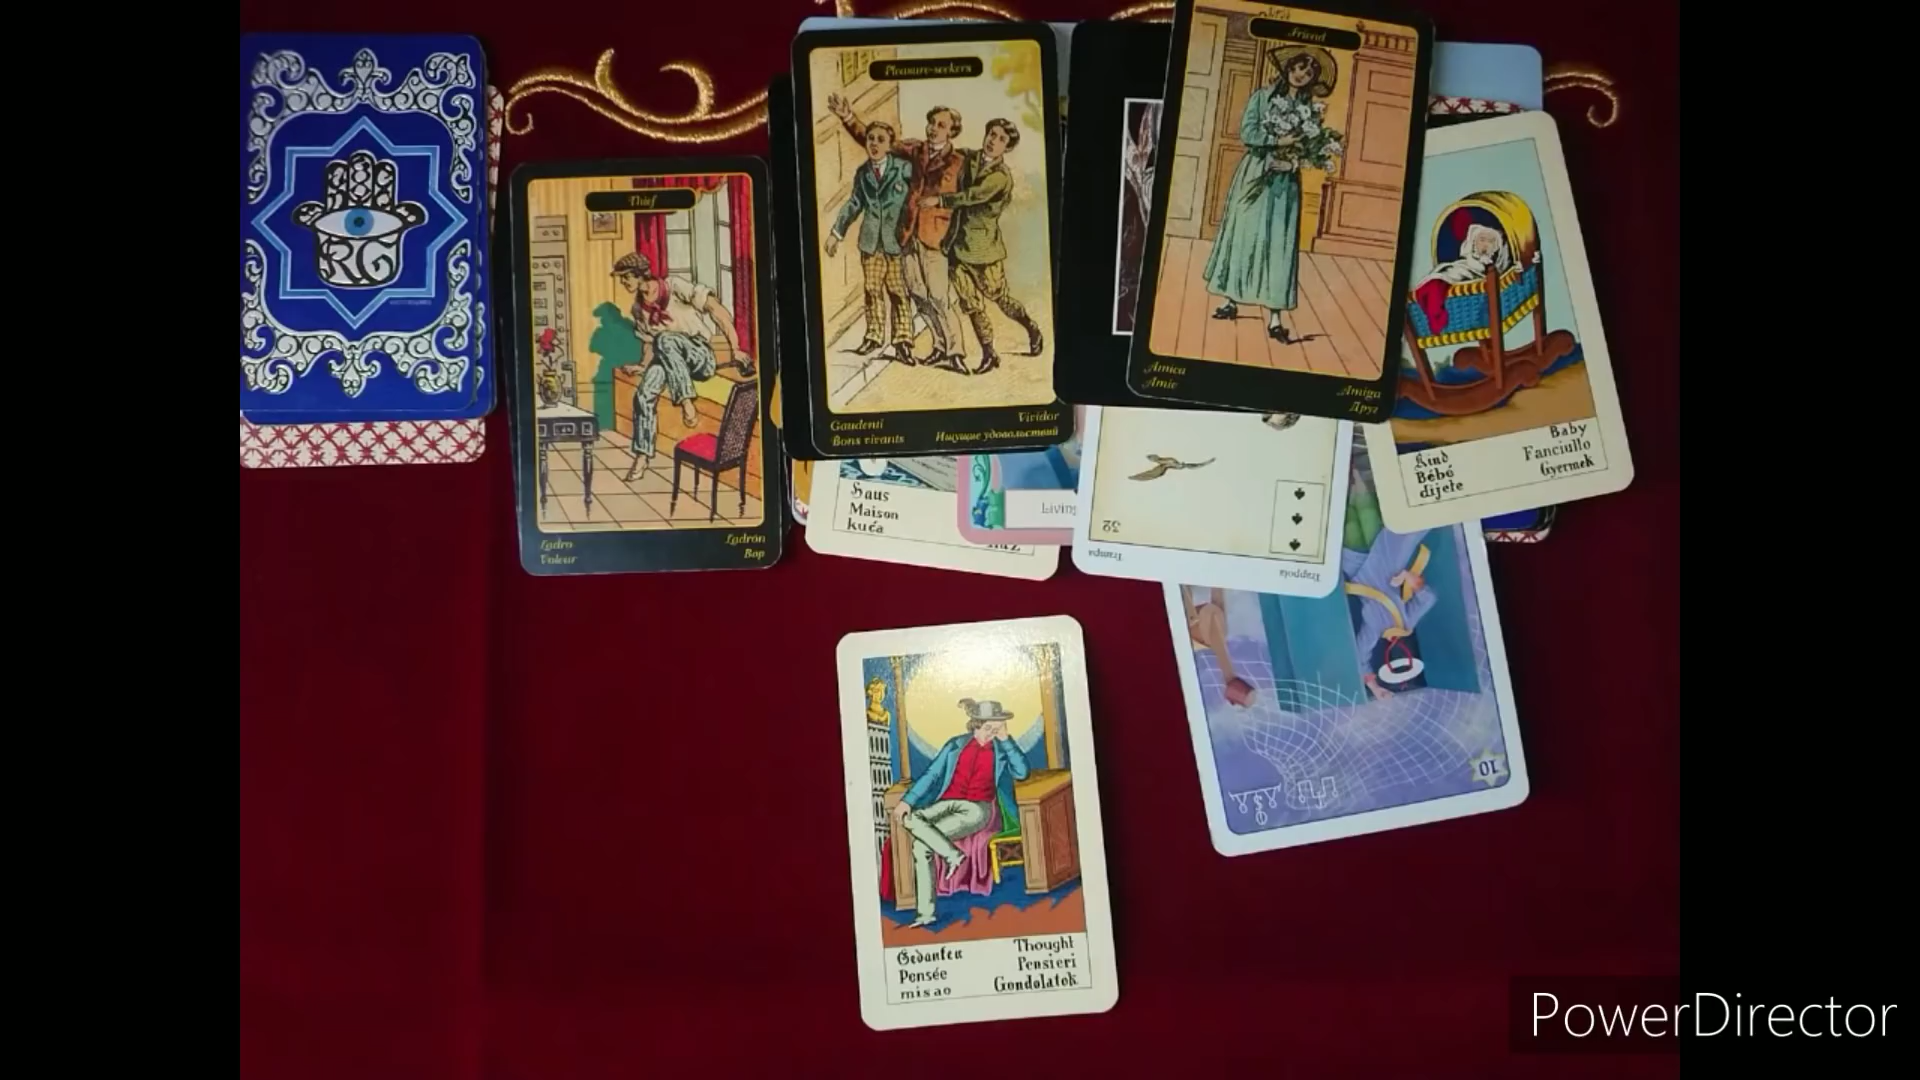 RG
Thief
Ladro
Voleur
Ladrón
Вор
Pleasure-seekers
Gaudenti
Bons vivants
Vividor
Ищущие удовольствий
Friend
Amica
Amie
Amiga
Друг
Haus
Maison
kuća
Living
32
Trampa
Trappola
Kind
Bébé
dijete
Baby
Fanciullo
Gyermek
10
Gedanken
Pensée
misao
Thought
Pensieri
Gondolatok
PowerDirector